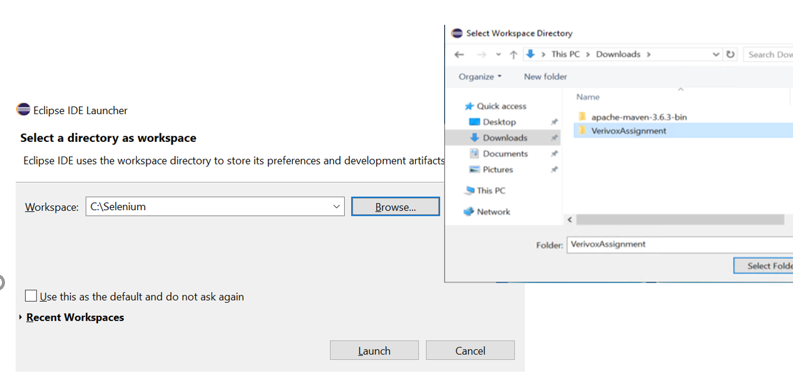 Select Workspace Directory
This PC > Downloads >
Search Dow
Organize
New folder
Name
Quick access
Desktop
Downloads
Documents
Pictures
This PC
Network
apache-maven-3.6.3-bin
VerivoxAssignment
Folder: VerivoxAssignment
Select Folde
Eclipse IDE Launcher
Select a directory as workspace
Eclipse IDE uses the workspace directory to store its preferences and development artifacts
Workspace: C:\Selenium
Browse...
Use this as the default and do not ask again
Recent Workspaces
Launch
Cancel